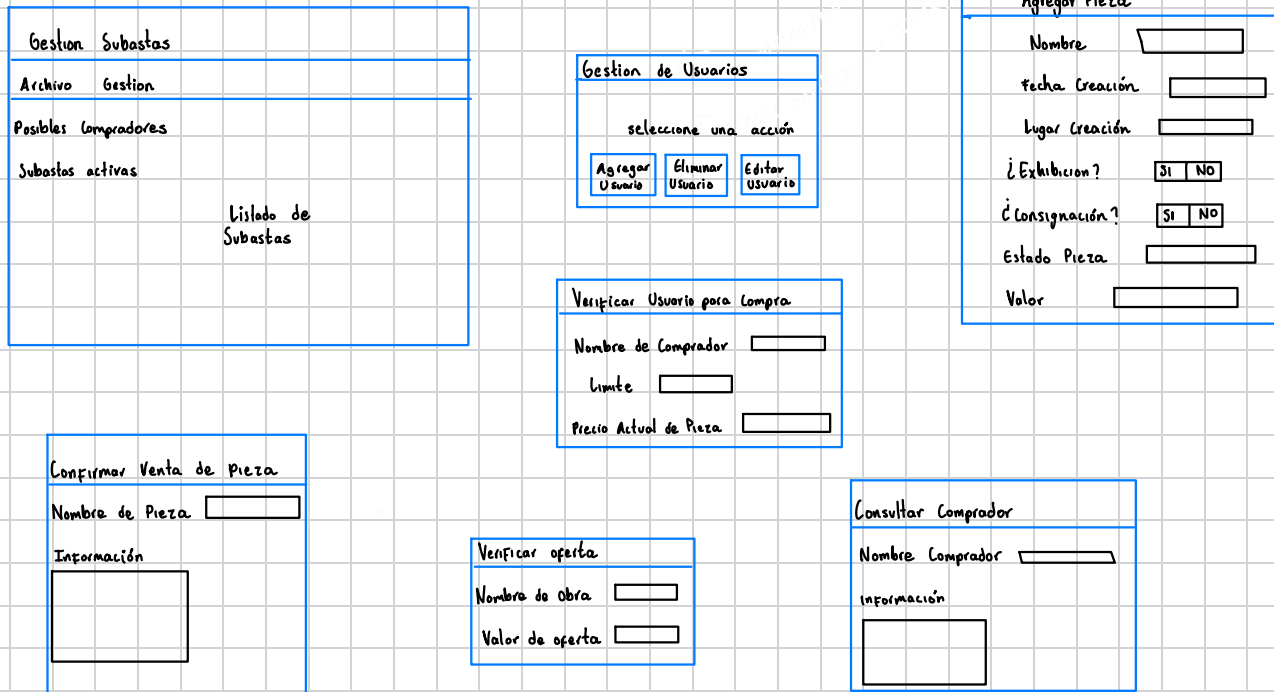 Gestion Subastas
Archivo Gestion
Posibles Compradores
Subastas activas
Listado de
Subastas
Gestion de Usuarios
seleccione una acción
Agregar
Usuario
Eliminar
Usuario
Editar
Usuario
Agregar Pieza
Nombre
Fecha Creación
Lugar Creación
¿Exhibicion?
SI NO
¿Consignación?
SI NO
Estado Pieza
Valor
Verificar Usuario para Compra
Nombre de Comprador
Limite
Precio Actual de Pieza
Confirmar Venta de Pieza
Nombre de Pieza
Información
Verificar oferta
Nombre de obra
Valor de oferta
Consultar Comprador
Nombre Comprador
Información